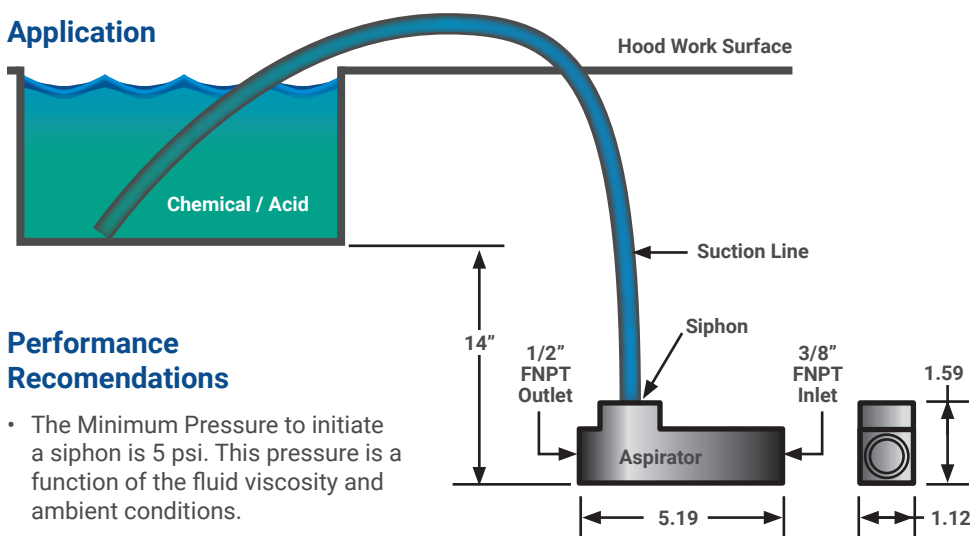 Application
Hood Work Surface
Chemical / Acid
Suction Line
Siphon
14”
1/2”
FNPT
Outlet
3/8”
FNPT
Inlet
1.59
Aspirator
5.19
1.12
Performance
Recomendations
• The Minimum Pressure to initiate
a siphon is 5 psi. This pressure is a
function of the fluid viscosity and
ambient conditions.